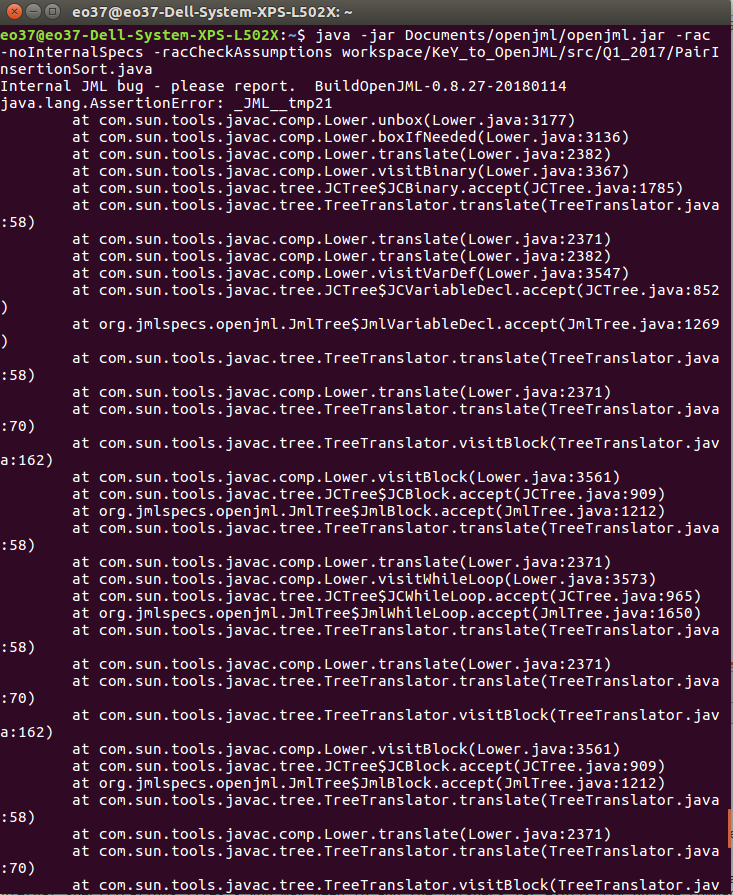 eo37@eo37-Dell-System-XPS-L502X: ~
eo37@eo37-Dell-System-XPS-L502X:~$ java -jar Documents/openjml/openjml.jar -rac
-noInternalSpecs -racCheckAssumptions workspace/KeY_to_OpenJML/src/Q1_2017/PairI
nsertionSort.java
Internal JML bug - please report.  BuildOpenJML-0.8.27-20180114
java.lang.AssertionError: _JML__tmp21
        at com.sun.tools.javac.comp.Lower.unbox(Lower.java:3177)
        at com.sun.tools.javac.comp.Lower.boxIfNeeded(Lower.java:3136)
        at com.sun.tools.javac.comp.Lower.translate(Lower.java:2382)
        at com.sun.tools.javac.comp.Lower.visitBinary(Lower.java:3367)
        at com.sun.tools.javac.tree.JCTree$JCBinary.accept(JCTree.java:1785)
        at com.sun.tools.javac.tree.TreeTranslator.translate(TreeTranslator.java
:58)
        at com.sun.tools.javac.comp.Lower.translate(Lower.java:2371)
        at com.sun.tools.javac.comp.Lower.translate(Lower.java:2382)
        at com.sun.tools.javac.comp.Lower.visitVarDef(Lower.java:3547)
        at com.sun.tools.javac.tree.JCTree$JCVariableDecl.accept(JCTree.java:852
)
        at org.jmlspecs.openjml.JmlTree$JmlVariableDecl.accept(JmlTree.java:1269
)
        at com.sun.tools.javac.tree.TreeTranslator.translate(TreeTranslator.java
:58)
        at com.sun.tools.javac.comp.Lower.translate(Lower.java:2371)
        at com.sun.tools.javac.tree.TreeTranslator.translate(TreeTranslator.java
:70)
        at com.sun.tools.javac.tree.TreeTranslator.visitBlock(TreeTranslator.jav
a:162)
        at com.sun.tools.javac.comp.Lower.visitBlock(Lower.java:3561)
        at com.sun.tools.javac.tree.JCTree$JCBlock.accept(JCTree.java:909)
        at org.jmlspecs.openjml.JmlTree$JmlBlock.accept(JmlTree.java:1212)
        at com.sun.tools.javac.tree.TreeTranslator.translate(TreeTranslator.java
:58)
        at com.sun.tools.javac.comp.Lower.translate(Lower.java:2371)
        at com.sun.tools.javac.comp.Lower.visitWhileLoop(Lower.java:3573)
        at com.sun.tools.javac.tree.JCTree$JCWhileLoop.accept(JCTree.java:965)
        at org.jmlspecs.openjml.JmlTree$JmlWhileLoop.accept(JmlTree.java:1650)
        at com.sun.tools.javac.tree.TreeTranslator.translate(TreeTranslator.java
:58)
        at com.sun.tools.javac.comp.Lower.translate(Lower.java:2371)
        at com.sun.tools.javac.tree.TreeTranslator.translate(TreeTranslator.java
:70)
        at com.sun.tools.javac.tree.TreeTranslator.visitBlock(TreeTranslator.jav
a:162)
        at com.sun.tools.javac.comp.Lower.visitBlock(Lower.java:3561)
        at com.sun.tools.javac.tree.JCTree$JCBlock.accept(JCTree.java:909)
        at org.jmlspecs.openjml.JmlTree$JmlBlock.accept(JmlTree.java:1212)
        at com.sun.tools.javac.tree.TreeTranslator.translate(TreeTranslator.java
:58)
        at com.sun.tools.javac.comp.Lower.translate(Lower.java:2371)
        at com.sun.tools.javac.tree.TreeTranslator.translate(TreeTranslator.java
:70)
        at com.sun.tools.javac.tree.TreeTranslator.visitBlock(TreeTranslator.jav